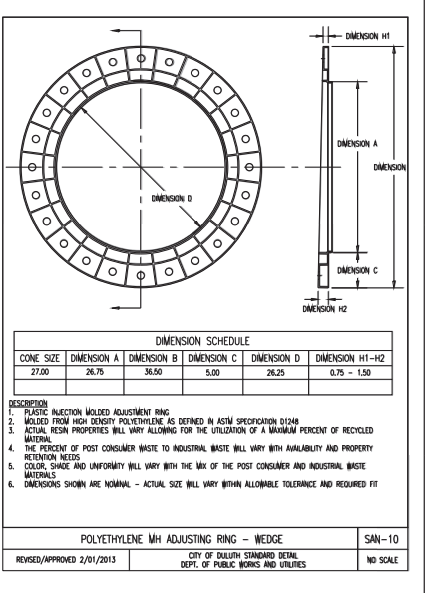 DIMENSION H1
DIMENSION A
DIMENSION
DIMENSION D
DIMENSION C
DIMENSION H2
DIMENSION SCHEDULE
CONE SIZE DIMENSION A DIMENSION B DIMENSION C DIMENSION D DIMENSION H1-H2
27.00 26.75 36.50 5.00 26.25 0.75 - 1.50
DESCRIPTION
1. PLASTIC INJECTION MOLDED ADJUSTMENT RING
2. MOLDED FROM HIGH DENSITY POLYETHYLENE AS DEFINED IN ASTM SPECIFICATION D1248
3. ACTUAL RESIN PROPERTIES WILL VARY ALLOWING FOR THE UTILIZATION OF A MAXIMUM PERCENT OF RECYCLED
MATERIAL
4. THE PERCENT OF POST CONSUMER WASTE TO INDUSTRIAL WASTE WILL VARY WITH AVAILABILITY AND PROPERTY
RETENTION NEEDS
5. COLOR, SHADE AND UNIFORMITY WILL VARY WITH THE MIX OF THE POST CONSUMER AND INDUSTRIAL WASTE
MATERIALS
6. DIMENSIONS SHOWN ARE NOMINAL - ACTUAL SIZE WILL VARY WITHIN ALLOWABLE TOLERANCE AND REQUIRED FIT
POLYETHYLENE MH ADJUSTING RING - WEDGE SAN-10
REVISED/APPROVED 2/01/2013 CITY OF DULUTH STANDARD DETAIL
DEPT. OF PUBLIC WORKS AND UTILITIES NO SCALE